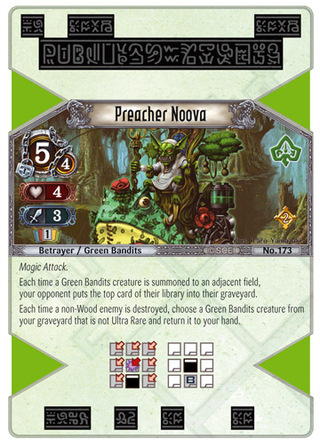 Preacher Noova
5
4
4
3
1
Betrayer / Green Bandits
SCE
No.173
Magic Attack.
Each time a Green Bandits creature is summoned to an adjacent field,
your opponent puts the top card of their library into their graveyard.
Each time a non-Wood enemy is destroyed, choose a Green Bandits creature from
your graveyard that is not Ultra Rare and return it to your hand.